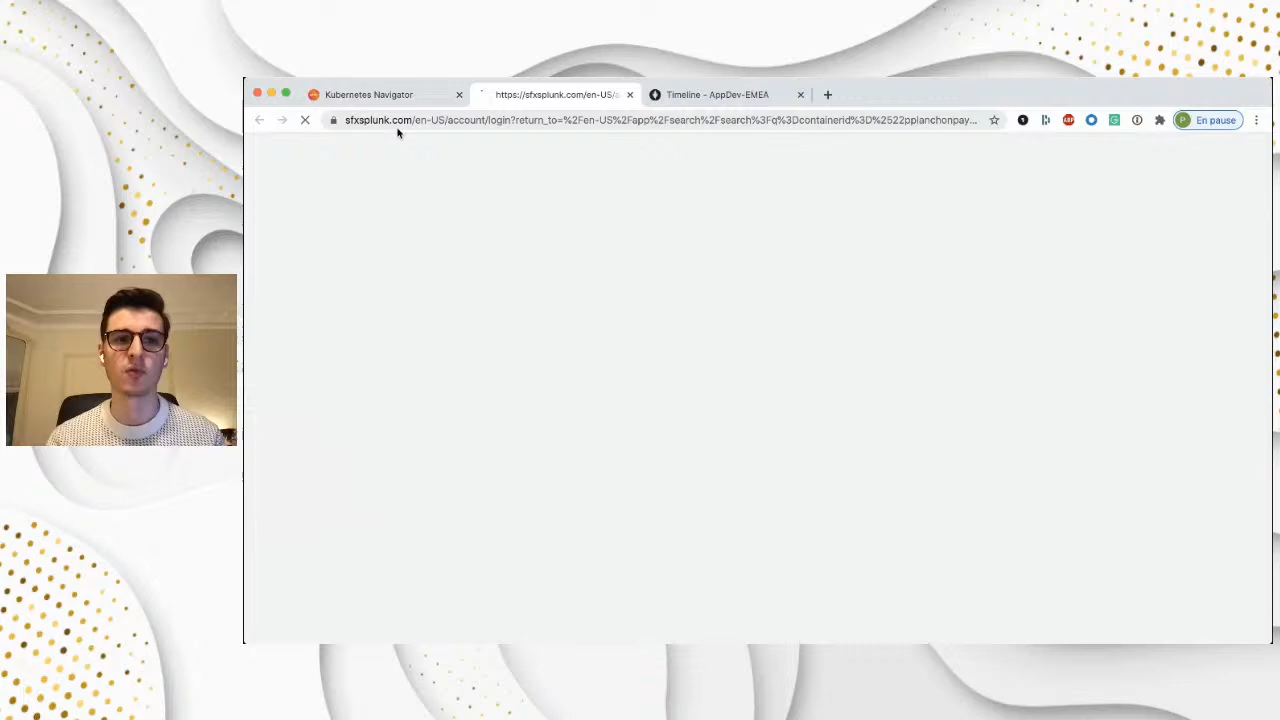 Kubernetes Navigator
https://sfxsplunk.com/en-US/a
Timeline - AppDev-EMEA
sfxsplunk.com/en-US/account/login?return_to=%2Fen-US%2Fapp%2Fsearch%2Fsearch%3Fq%3Dcontainerid%3D%2522pplanchonpay...
ABP
P
En pause